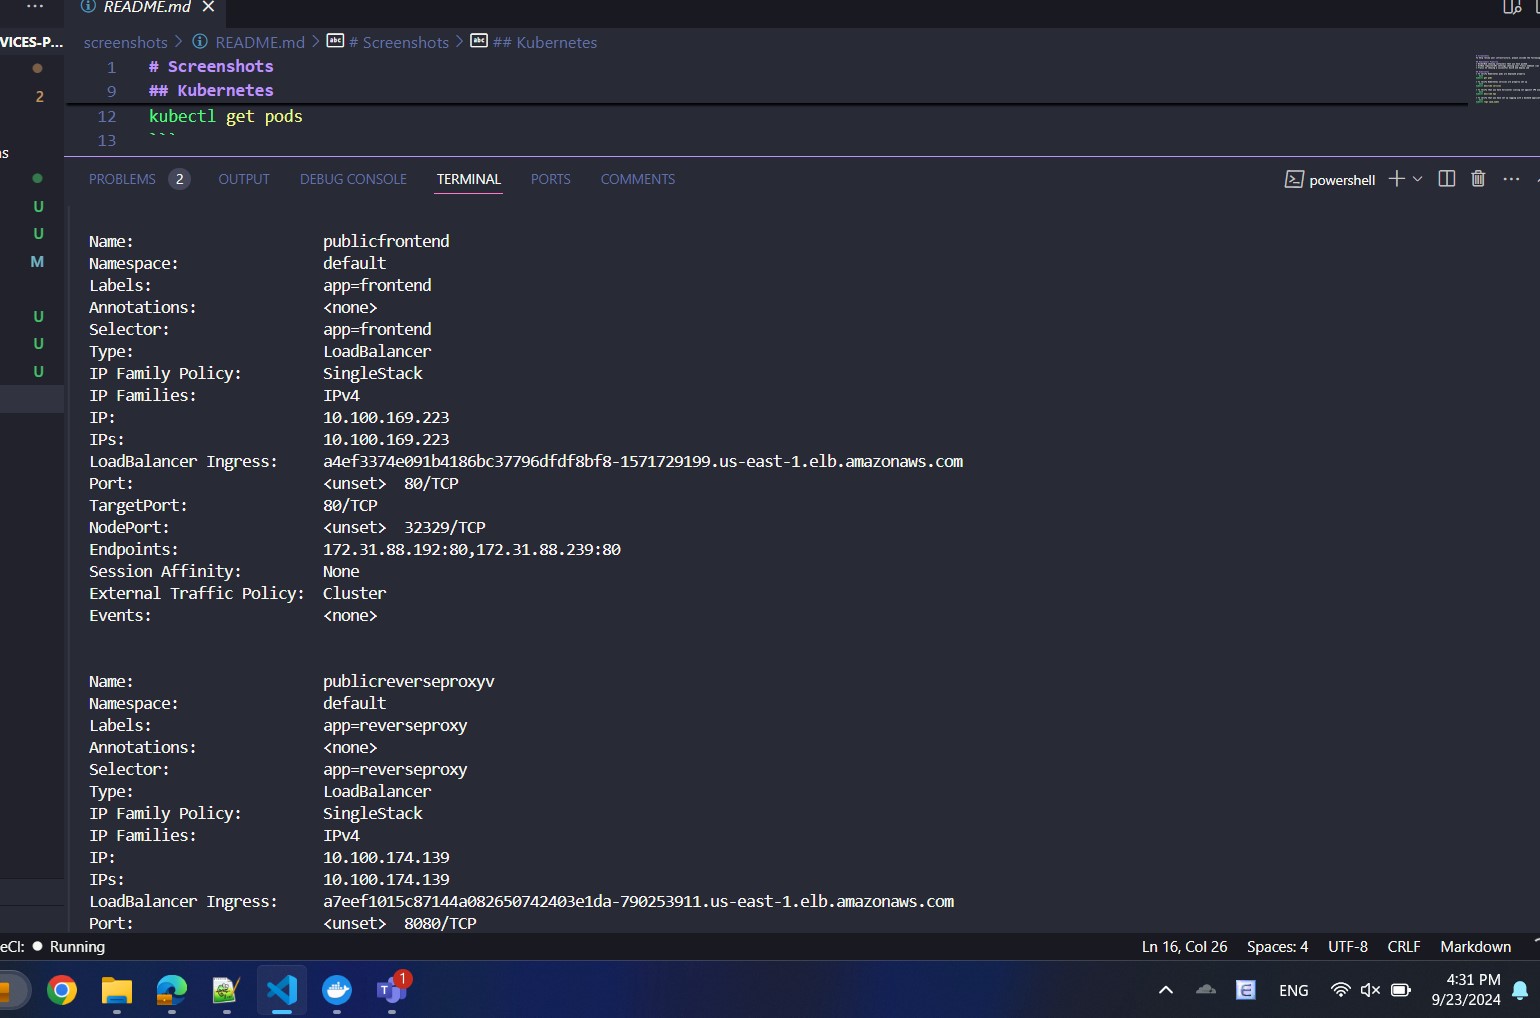 README.md
VICES-P...
screenshots > README.md > # Screenshots > ## Kubernetes
1 # Screenshots
9 ## Kubernetes
2
12 kubectl get pods
13 ```
s
PROBLEMS 2 OUTPUT DEBUG CONSOLE TERMINAL PORTS COMMENTS
powershell
U
U
M
U
U
U
Name: publicfrontend
Namespace: default
Labels: app=frontend
Annotations: <none>
Selector: app=frontend
Type: LoadBalancer
IP Family Policy: SingleStack
IP Families: IPv4
IP: 10.100.169.223
IPs: 10.100.169.223
LoadBalancer Ingress: a4ef3374e091b4186bc37796dfdf8bf8-1571729199.us-east-1.elb.amazonaws.com
Port: <unset> 80/TCP
TargetPort: 80/TCP
NodePort: <unset> 32329/TCP
Endpoints: 172.31.88.192:80,172.31.88.239:80
Session Affinity: None
External Traffic Policy: Cluster
Events: <none>
Name: publicreverseproxyv
Namespace: default
Labels: app=reverseproxy
Annotations: <none>
Selector: app=reverseproxy
Type: LoadBalancer
IP Family Policy: SingleStack
IP Families: IPv4
IP: 10.100.174.139
IPs: 10.100.174.139
LoadBalancer Ingress: a7eef1015c87144a082650742403e1da-790253911.us-east-1.elb.amazonaws.com
Port: <unset> 8080/TCP
eCI: Running
Ln 16, Col 26 Spaces: 4 UTF-8 CRLF Markdown
1
ENG
4:31 PM
9/23/2024